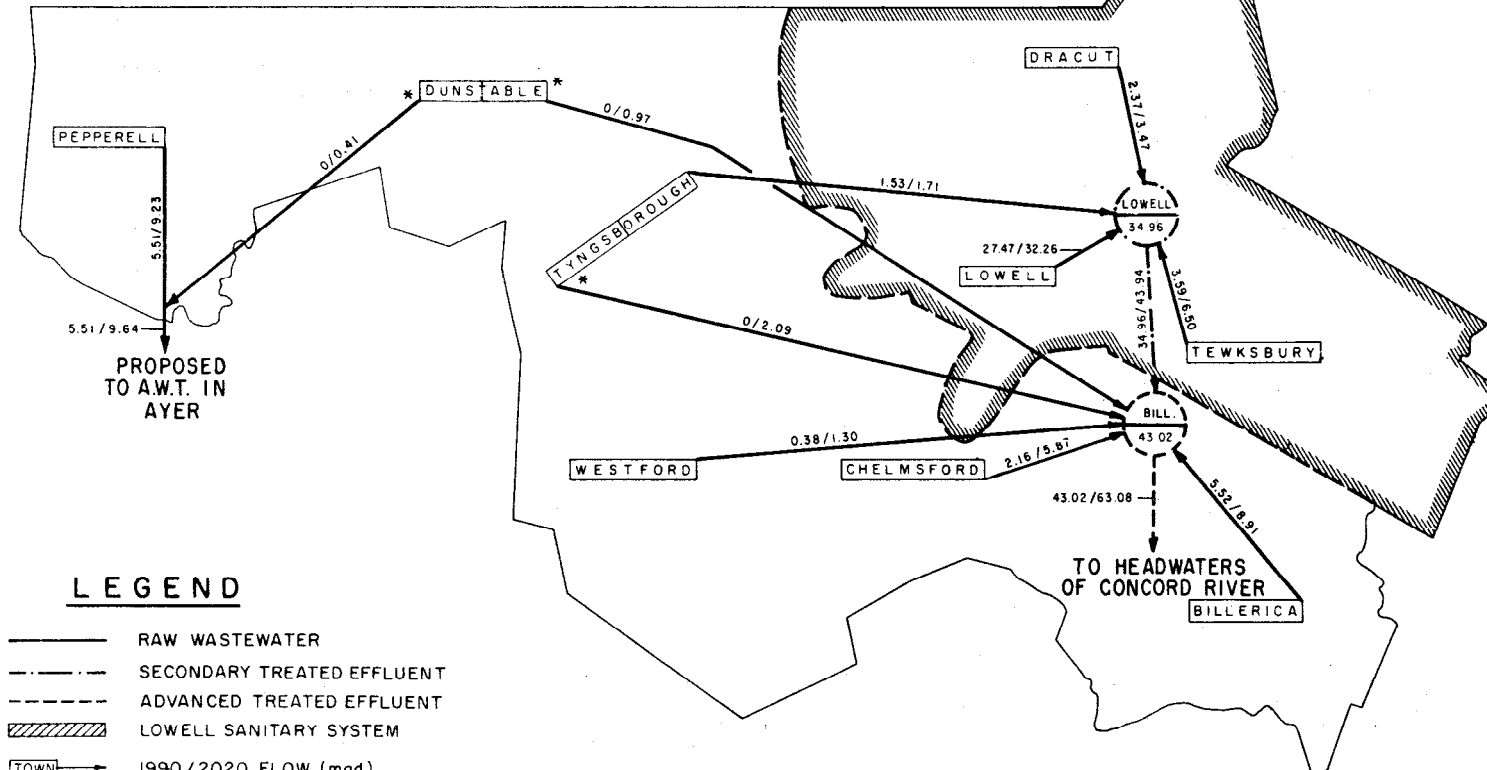 DRACUT
2.37/3.47
* DUNSTABLE *
0/0.97
PEPPERELL
0/0.41
5.51/9.23
TYNGSBOROUGH
*
1.53/1.71
LOWELL
34.96
27.47/32.26
LOWELL
34.96/43.94
3.59/6.50
TEWKSBURY
0/2.09
5.51/9.64
PROPOSED
TO A.W.T. IN
AYER
BILL.
43.02
0.38/1.30
WESTFORD
CHELMSFORD
2.16/5.87
43.02/63.08
5.52/8.91
TO HEADWATERS
OF CONCORD RIVER
BILLERICA
LEGEND
RAW WASTEWATER
SECONDARY TREATED EFFLUENT
ADVANCED TREATED EFFLUENT
LOWELL SANITARY SYSTEM
TOWN 1990/2020 FLOW (mgd)